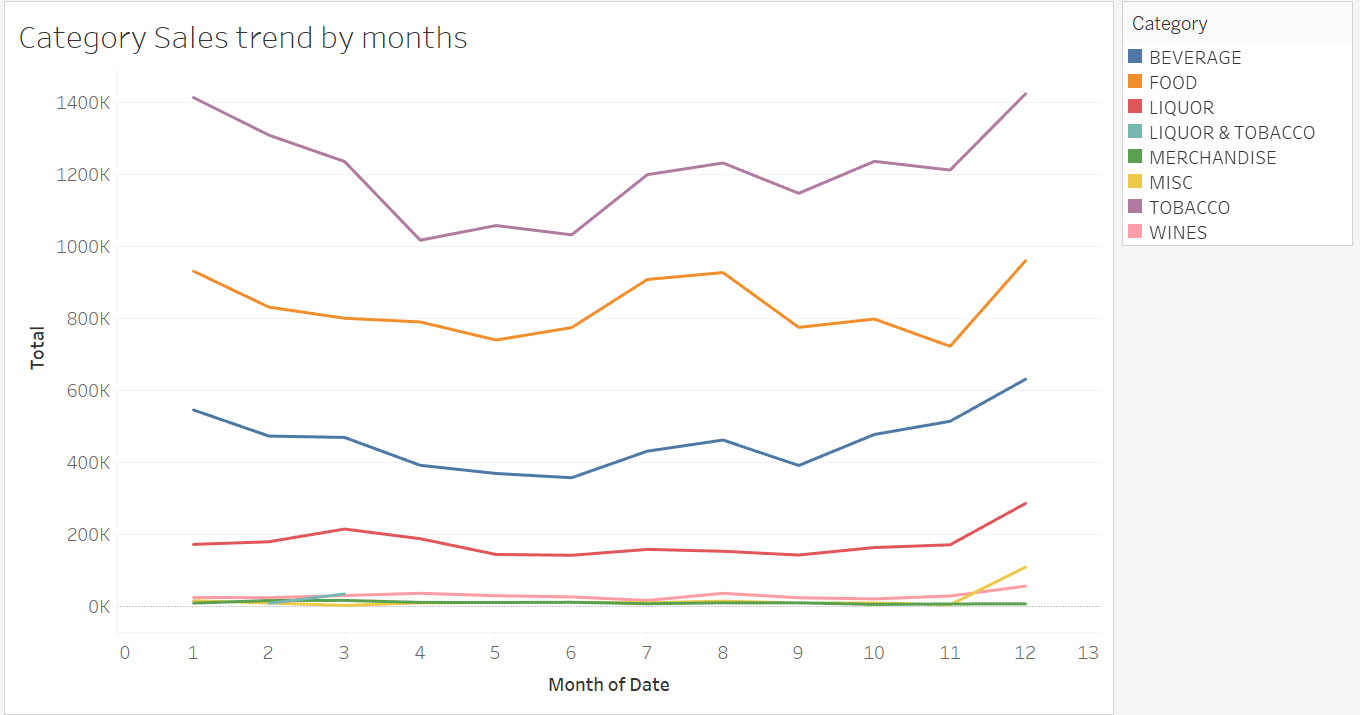 Category Sales trend by months
Category
BEVERAGE
FOOD
LIQUOR
LIQUOR & TOBACCO
MERCHANDISE
MISC
TOBACCO
WINES
1400K
1200K
1000K
800K
600K
400K
200K
0K
Total
0 1 2 3 4 5 6 7 8 9 10 11 12 13
Month of Date